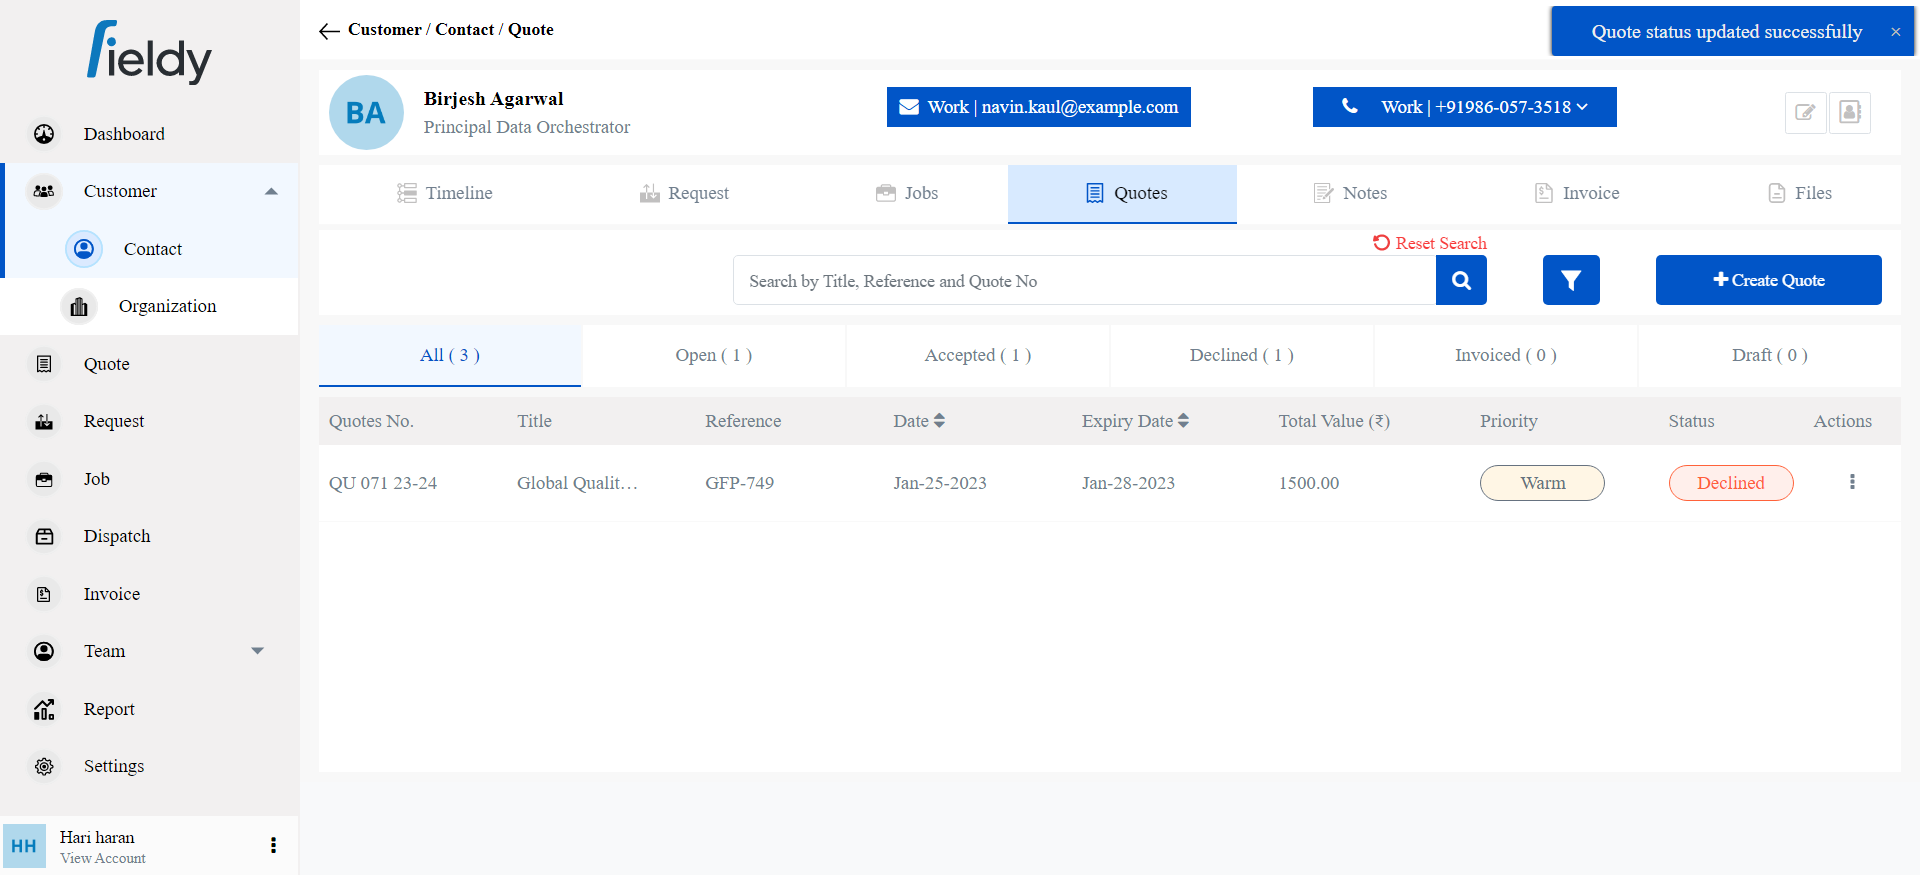 fieldy
Dashboard
Customer
Contact
Organization
Quote
Request
Job
Dispatch
Invoice
Team
Report
Settings
HH
Hari haran
View Account
Customer / Contact / Quote
Quote status updated successfully ×
BA
Birjesh Agarwal
Principal Data Orchestrator
Work | navin.kaul@example.com
Work | +91986-057-3518
Timeline
Request
Jobs
Quotes
Notes
Invoice
Files
Reset Search
Search by Title, Reference and Quote No
Create Quote
All ( 3 )
Open ( 1 )
Accepted ( 1 )
Declined ( 1 )
Invoiced ( 0 )
Draft ( 0 )
Quotes No. Title Reference Date Expiry Date Total Value (₹) Priority Status Actions
QU 071 23-24 Global Qualit... GFP-749 Jan-25-2023 Jan-28-2023 1500.00 Warm Declined